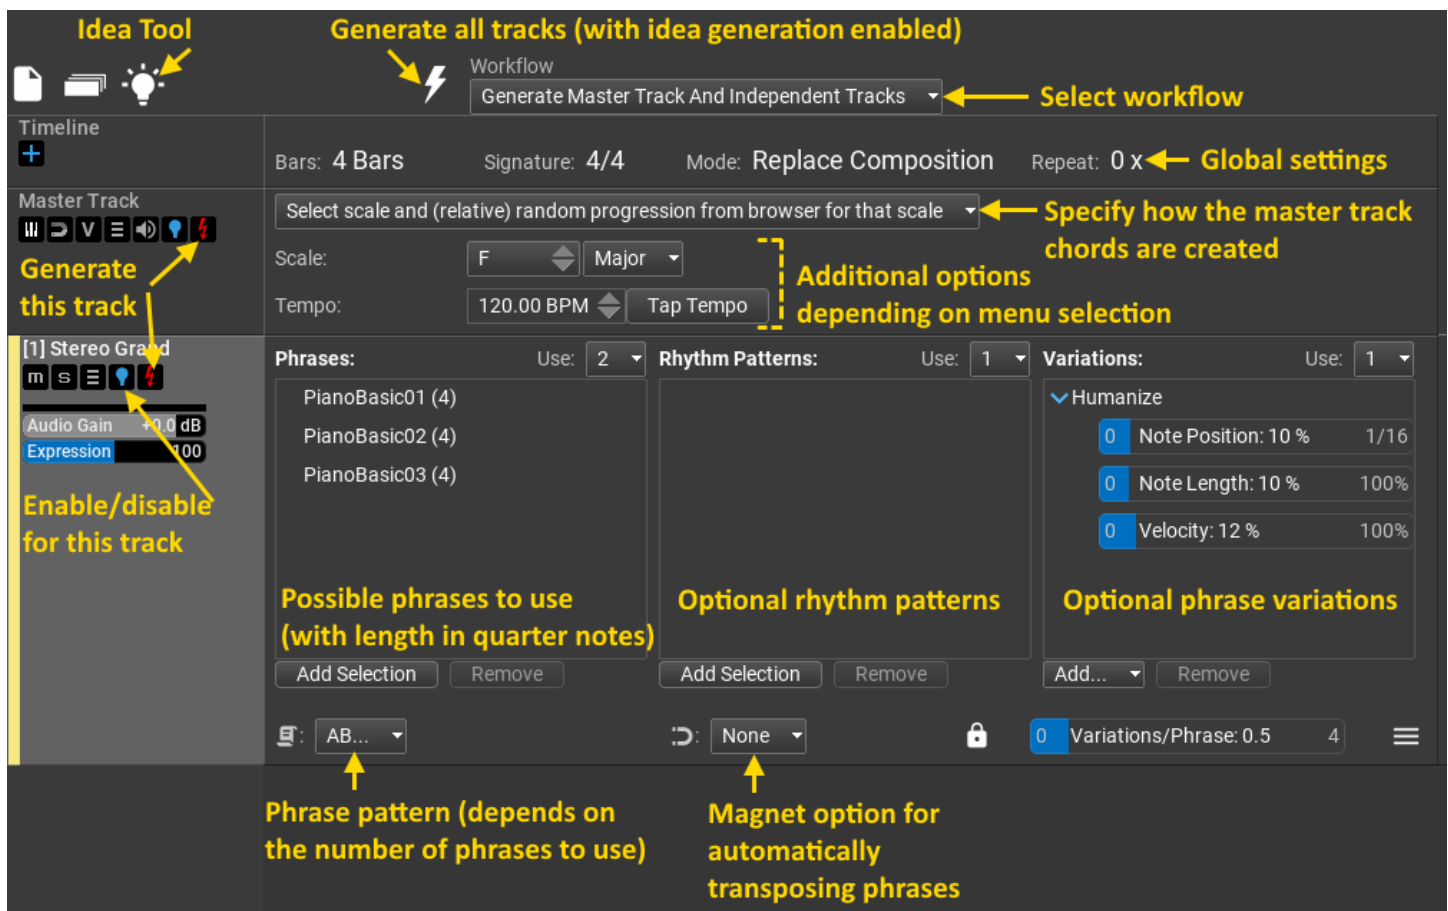 Idea Tool
Generate all tracks (with idea generation enabled)
Workflow
Generate Master Track And Independent Tracks
Select workflow
Timeline
Bars: 4 Bars
Signature: 4/4
Mode: Replace Composition
Repeat: 0 x
Global settings
Master Track
V
Select scale and (relative) random progression from browser for that scale
Specify how the master track
chords are created
Generate
this track
Scale:
F
Major
Tempo:
120.00 BPM
Tap Tempo
Additional options
depending on menu selection
[1] Stereo Grand
m s
Audio Gain +0.0 dB
Expression 100
Enable/disable
for this track
Phrases:
Use: 2
PianoBasic01 (4)
PianoBasic02 (4)
PianoBasic03 (4)
Possible phrases to use
(with length in quarter notes)
Add Selection
Remove
Rhythm Patterns:
Use: 1
Optional rhythm patterns
Add Selection
Remove
Variations:
Use: 1
Humanize
0 Note Position: 10 % 1/16
0 Note Length: 10 % 100%
0 Velocity: 12 % 100%
Optional phrase variations
Add...
Remove
: AB...
: None
0 Variations/Phrase: 0.5 4
Phrase pattern (depends on
the number of phrases to use)
Magnet option for
automatically
transposing phrases